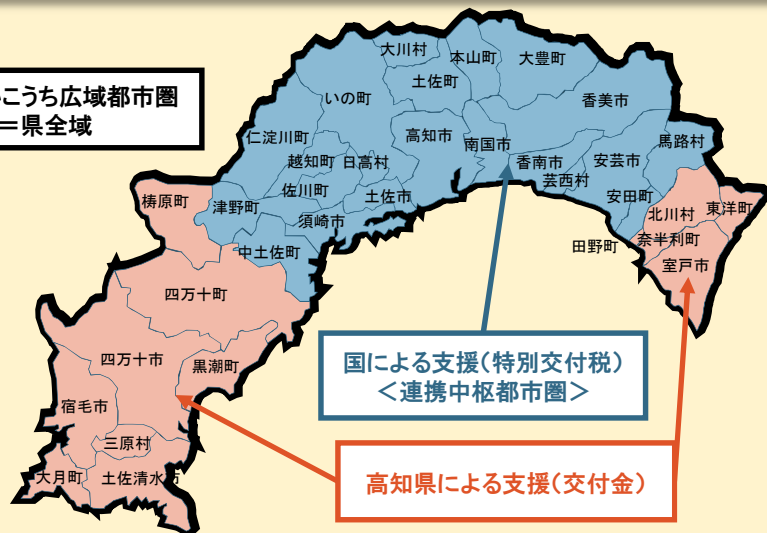 こうち広域都市圏
＝県全域
大川村
本山町
大豊町
土佐町
いの町
香美市
仁淀川町
高知市
南国市
馬路村
越知町
日高村
香南市
安芸市
芸西村
佐川町
土佐市
安田町
梼原町
津野町
須崎市
北川村
東洋町
中土佐町
田野町
奈半利町
室戸市
四万十町
四万十市
黒潮町
国による支援（特別交付税）
＜連携中枢都市圏＞
宿毛市
三原村
大月町
土佐清水市
高知県による支援（交付金）